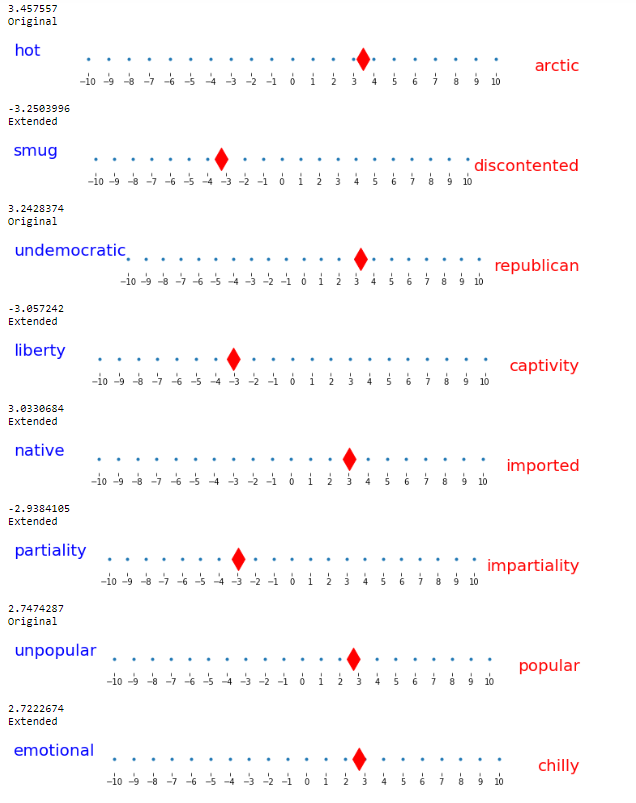 3.457557
Original
hot
arctic
−10 −9 −8 −7 −6 −5 −4 −3 −2 −1 0 1 2 3 4 5 6 7 8 9 10
-3.2503996
Extended
smug
discontented
−10 −9 −8 −7 −6 −5 −4 −3 −2 −1 0 1 2 3 4 5 6 7 8 9 10
3.2428374
Original
undemocratic
republican
−10 −9 −8 −7 −6 −5 −4 −3 −2 −1 0 1 2 3 4 5 6 7 8 9 10
-3.057242
Extended
liberty
captivity
−10 −9 −8 −7 −6 −5 −4 −3 −2 −1 0 1 2 3 4 5 6 7 8 9 10
3.0330684
Extended
native
imported
−10 −9 −8 −7 −6 −5 −4 −3 −2 −1 0 1 2 3 4 5 6 7 8 9 10
-2.9384105
Extended
partiality
impartiality
−10 −9 −8 −7 −6 −5 −4 −3 −2 −1 0 1 2 3 4 5 6 7 8 9 10
2.7474287
Original
unpopular
popular
−10 −9 −8 −7 −6 −5 −4 −3 −2 −1 0 1 2 3 4 5 6 7 8 9 10
2.7222674
Extended
emotional
chilly
−10 −9 −8 −7 −6 −5 −4 −3 −2 −1 0 1 2 3 4 5 6 7 8 9 10